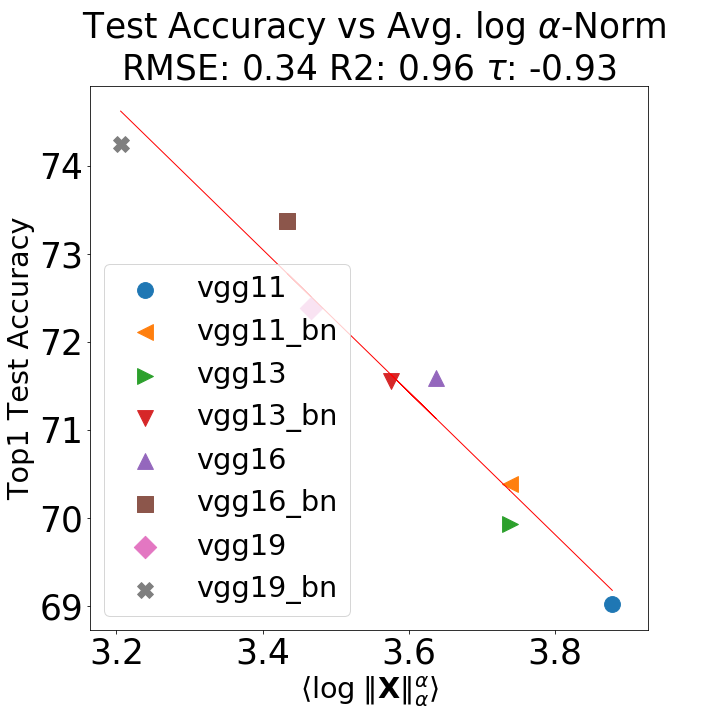 Test Accuracy vs Avg. log α-Norm
RMSE: 0.34 R2: 0.96 τ: -0.93
Top1 Test Accuracy
74
73
72
71
70
69
vgg11
vgg11_bn
vgg13
vgg13_bn
vgg16
vgg16_bn
vgg19
vgg19_bn
3.2 3.4 3.6 3.8
⟨log ‖X‖αα⟩